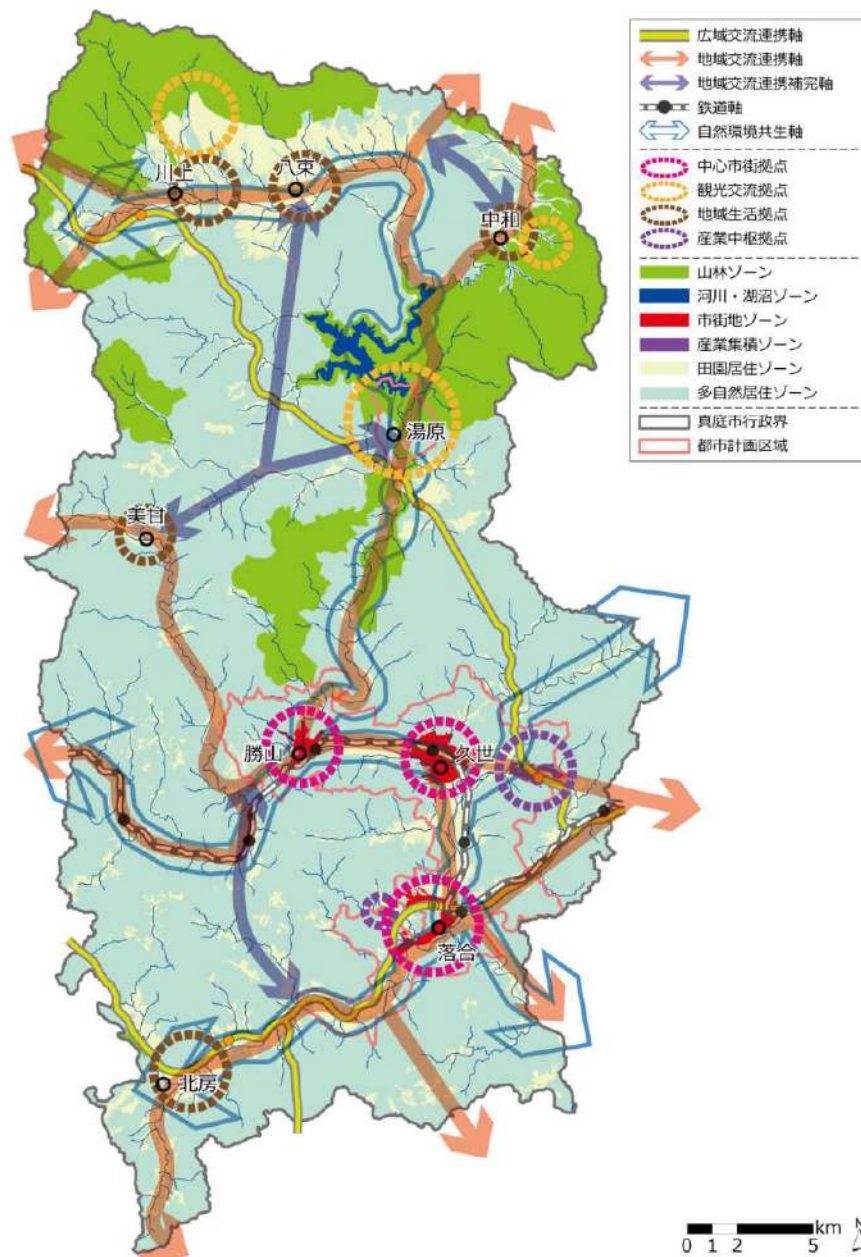 広域交流連携軸
地域交流連携軸
地域交流連携補完軸
鉄道軸
自然環境共生軸
中心市街拠点
観光交流拠点
地域生活拠点
産業中枢拠点
山林ゾーン
河川・湖沼ゾーン
市街地ゾーン
産業集積ゾーン
田園居住ゾーン
多自然居住ゾーン
真庭市行政界
都市計画区域
川上
八束
中和
湯原
美甘
勝山
久世
落合
北房
km
0 1 2 5
N